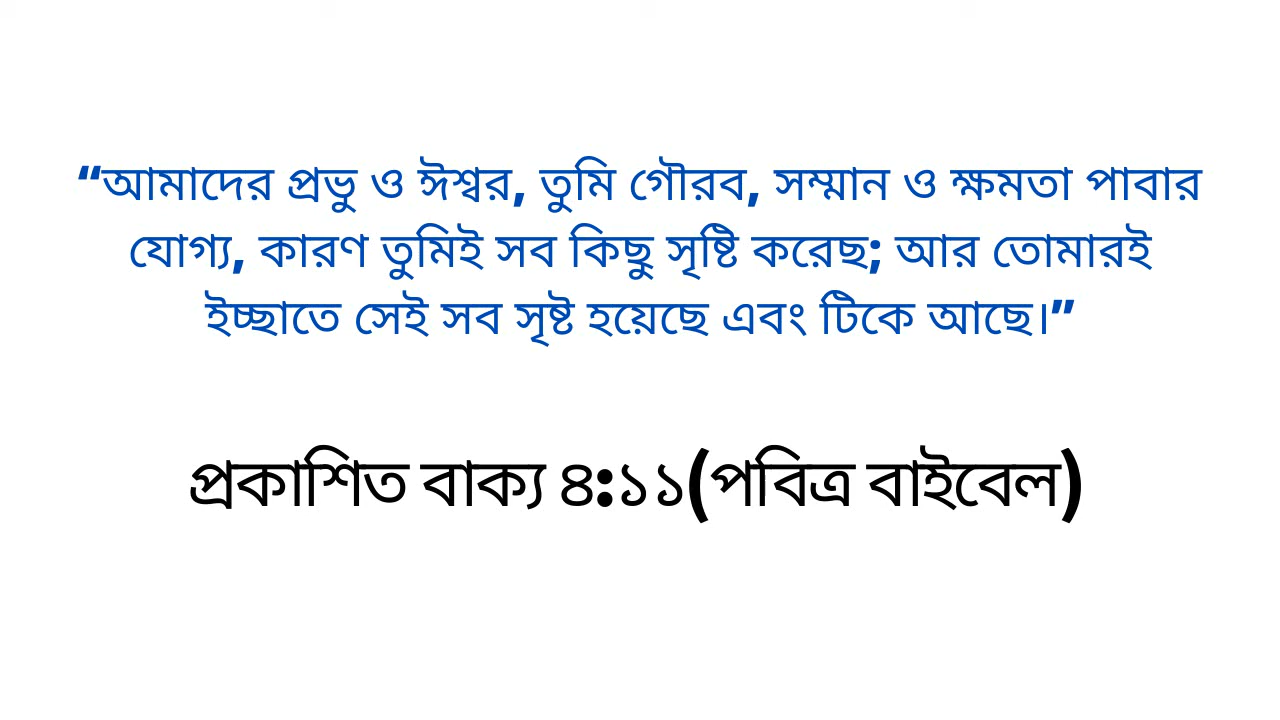 “আমাদের প্রভু ও ঈশ্বর, তুমি গৌরব, সম্মান ও ক্ষমতা পাবার
যোগ্য, কারণ তুমিই সব কিছু সৃষ্টি করেছ; আর তোমারই
ইচ্ছাতে সেই সব সৃষ্ট হয়েছে এবং টিকে আছে।”
প্রকাশিত বাক্য ৪:১১(পবিত্র বাইবেল)